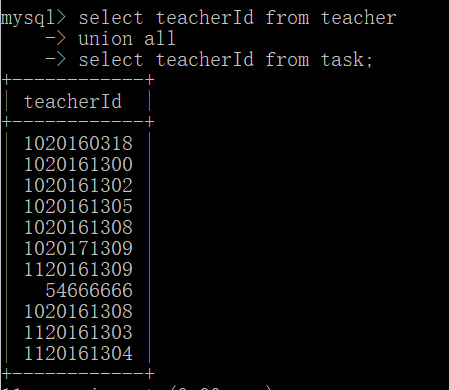 mysql> select teacherId from teacher
-> union all
-> select teacherId from task;
+------------+
| teacherId |
+------------+
| 1020160318 |
| 1020161300 |
| 1020161302 |
| 1020161305 |
| 1020161308 |
| 1020171309 |
| 1120161309 |
| 54666666 |
| 1020161308 |
| 1120161303 |
| 1120161304 |
+------------+